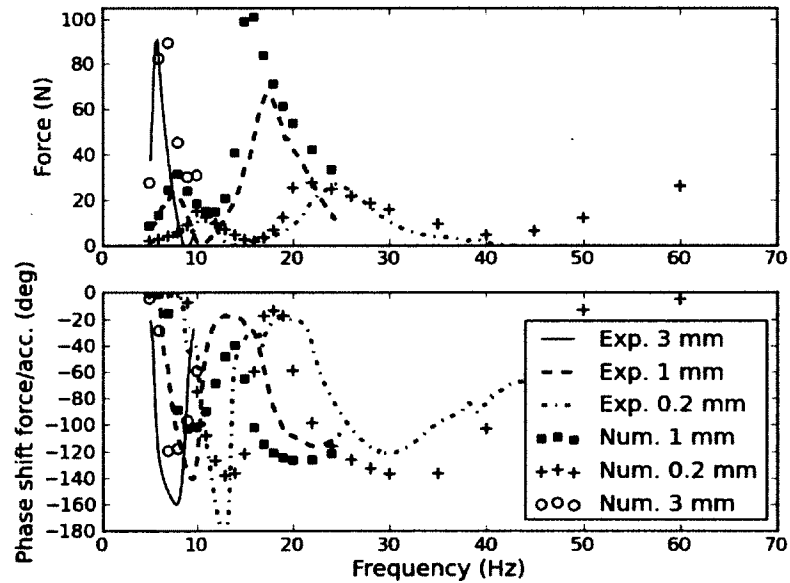 100
80
60
40
20
0
Force (N)
0 10 20 30 40 50 60 70
0
−20
−40
−60
−80
−100
−120
−140
−160
−180
Phase shift force/acc. (deg)
Exp. 3 mm
Exp. 1 mm
Exp. 0.2 mm
Num. 1 mm
Num. 0.2 mm
Num. 3 mm
0 10 20 30 40 50 60 70
Frequency (Hz)